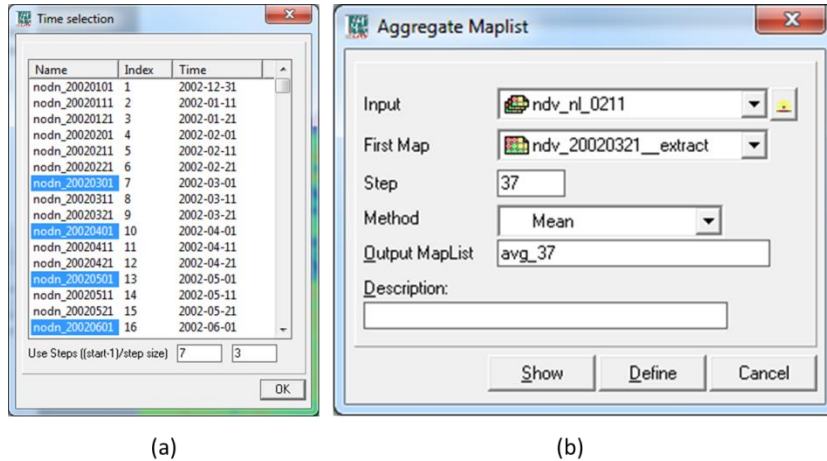 Time selection
Name Index Time
nodn_20020101 1 2002-12-31
nodn_20020111 2 2002-01-11
nodn_20020121 3 2002-01-21
nodn_20020201 4 2002-02-01
nodn_20020211 5 2002-02-11
nodn_20020221 6 2002-02-21
nodn_20020301 7 2002-03-01
nodn_20020311 8 2002-03-11
nodn_20020321 9 2002-03-21
nodn_20020401 10 2002-04-01
nodn_20020411 11 2002-04-11
nodn_20020421 12 2002-04-21
nodn_20020501 13 2002-05-01
nodn_20020511 14 2002-05-11
nodn_20020521 15 2002-05-21
nodn_20020601 16 2002-06-01
Use Steps ((start-1)/step size) 7 3
OK
(a)
Aggregate Maplist
Input ndv_nl_0211
First Map ndv_20020321__extract
Step 37
Method Mean
Output MapList avg_37
Description:
Show Define Cancel
(b)